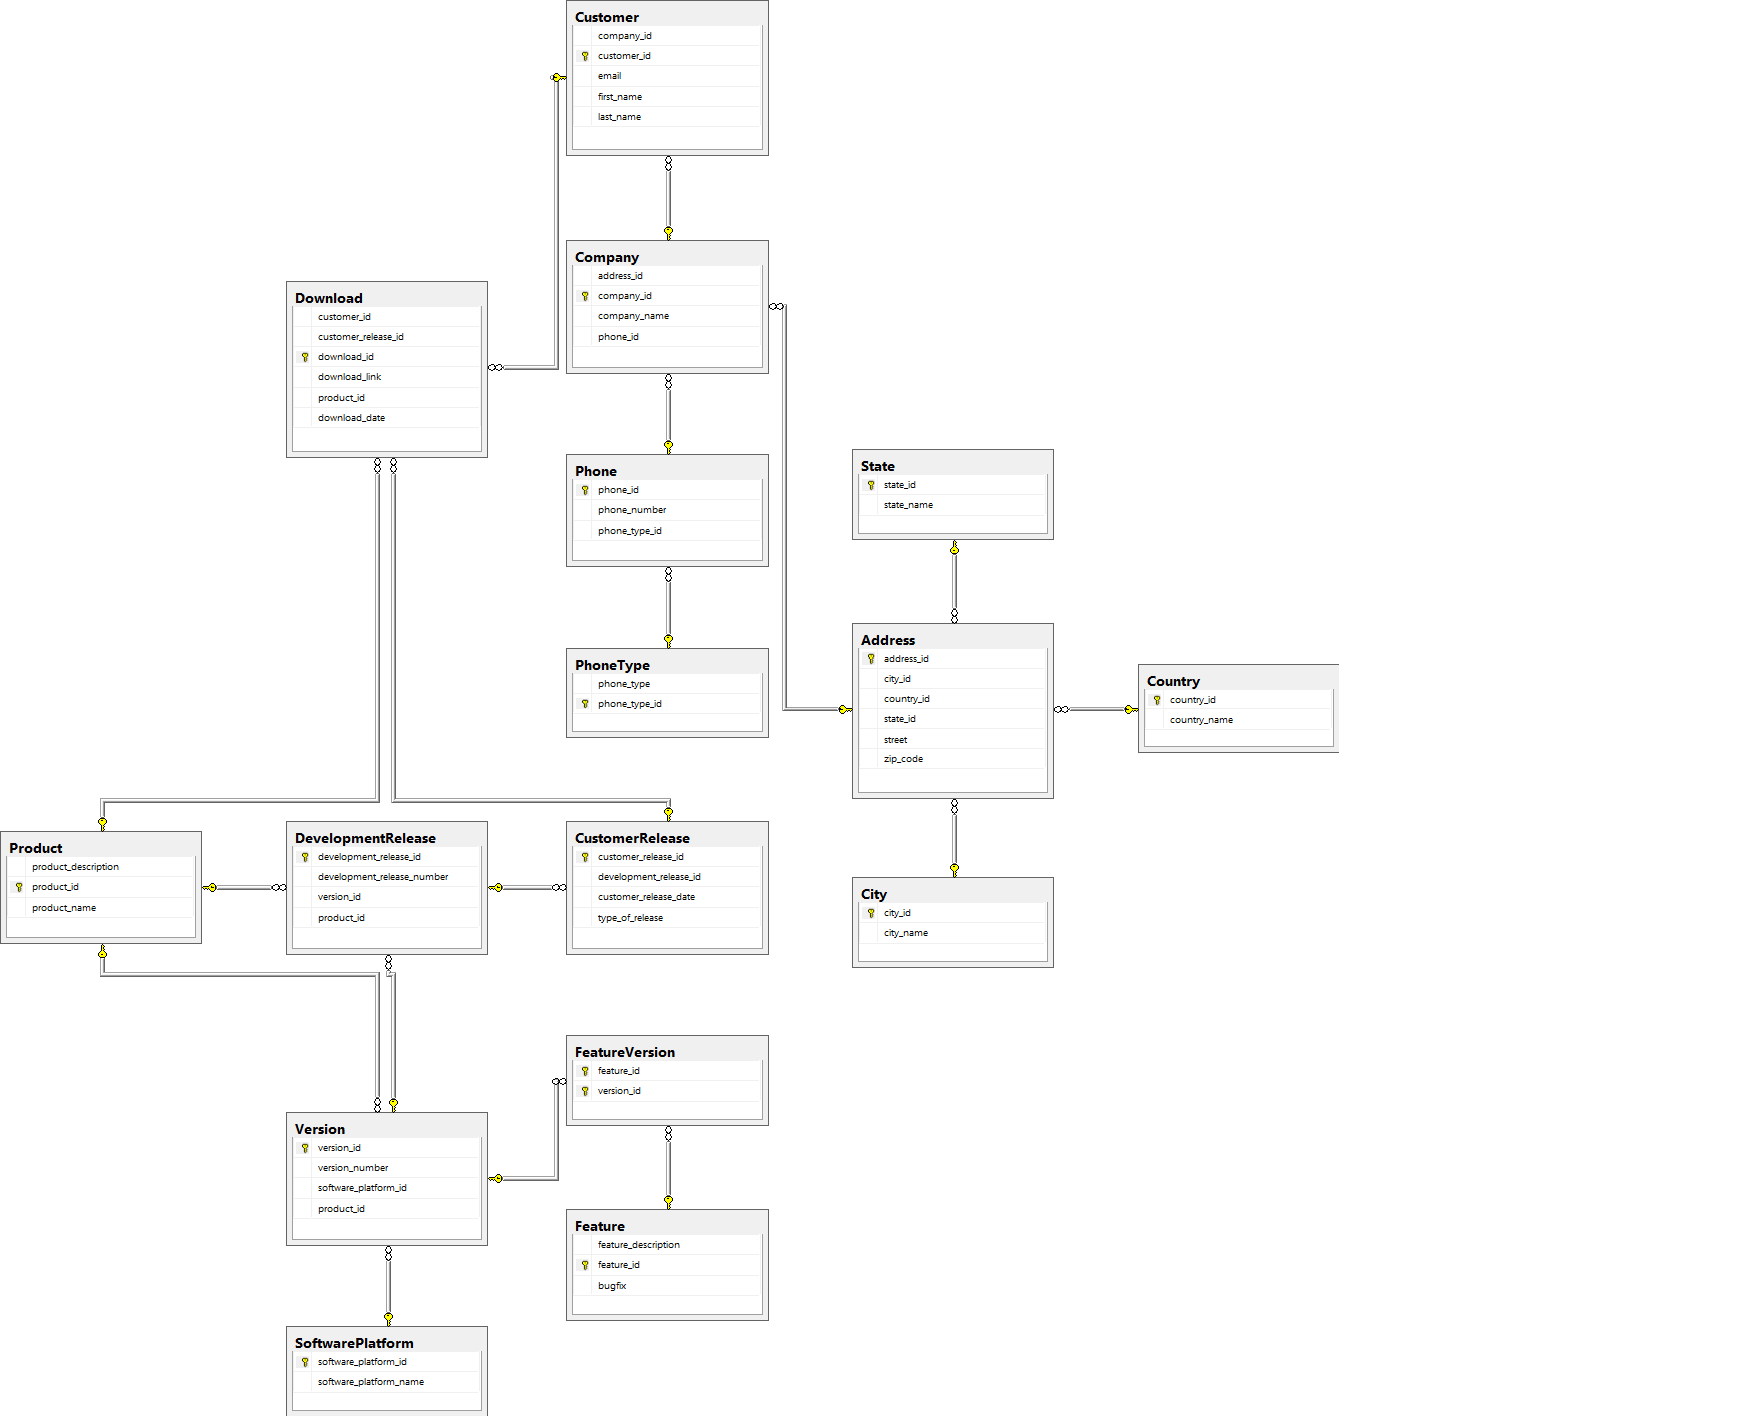 Customer
company_id
customer_id
email
first_name
last_name
Company
address_id
company_id
company_name
phone_id
Download
customer_id
customer_release_id
download_id
download_link
product_id
download_date
Phone
phone_id
phone_number
phone_type_id
State
state_id
state_name
PhoneType
phone_type
phone_type_id
Address
address_id
city_id
country_id
state_id
street
zip_code
Country
country_id
country_name
Product
product_description
product_id
product_name
DevelopmentRelease
development_release_id
development_release_number
version_id
product_id
CustomerRelease
customer_release_id
development_release_id
customer_release_date
type_of_release
City
city_id
city_name
FeatureVersion
feature_id
version_id
Version
version_id
version_number
software_platform_id
product_id
Feature
feature_description
feature_id
bugfix
SoftwarePlatform
software_platform_id
software_platform_name